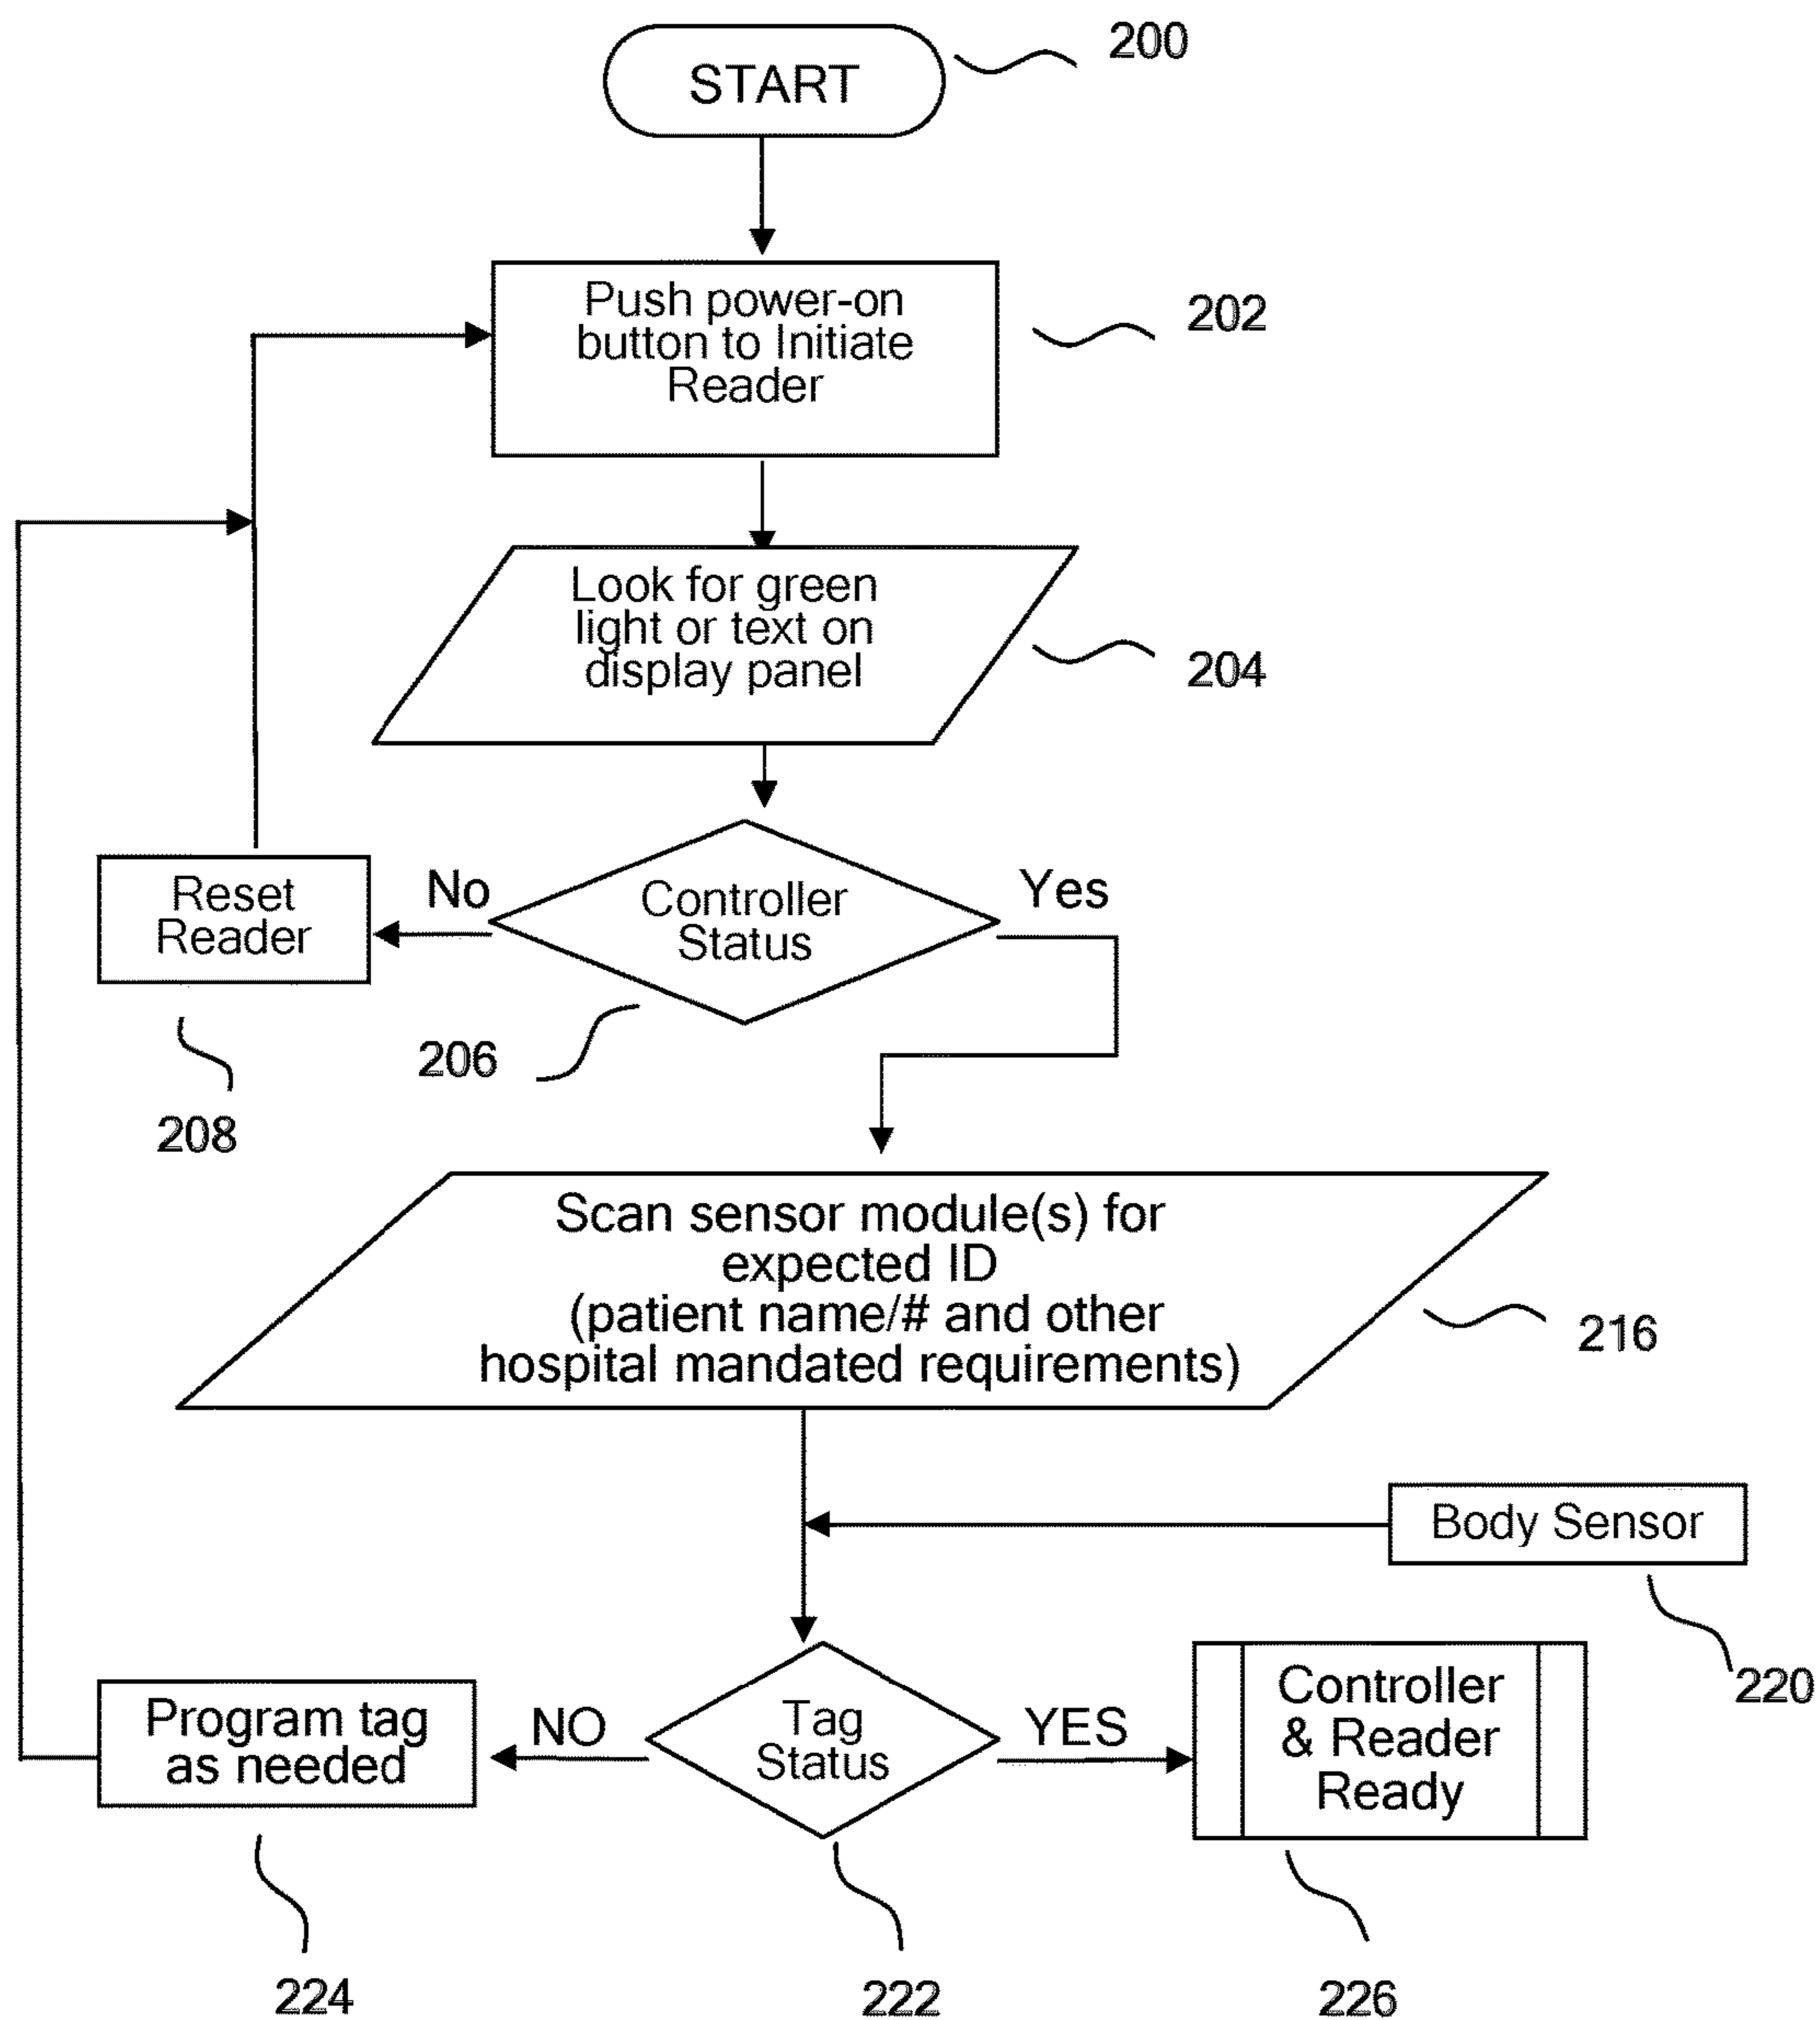 START
200
Push power-on
button to Initiate
Reader
202
Look for green
light or text on
display panel
204
Reset
Reader
No
Controller
Status
Yes
206
208
Scan sensor module(s) for
expected ID
(patient name/# and other
hospital mandated requirements)
216
Body Sensor
220
Program tag
as needed
NO
Tag
Status
YES
Controller
& Reader
Ready
224
222
226